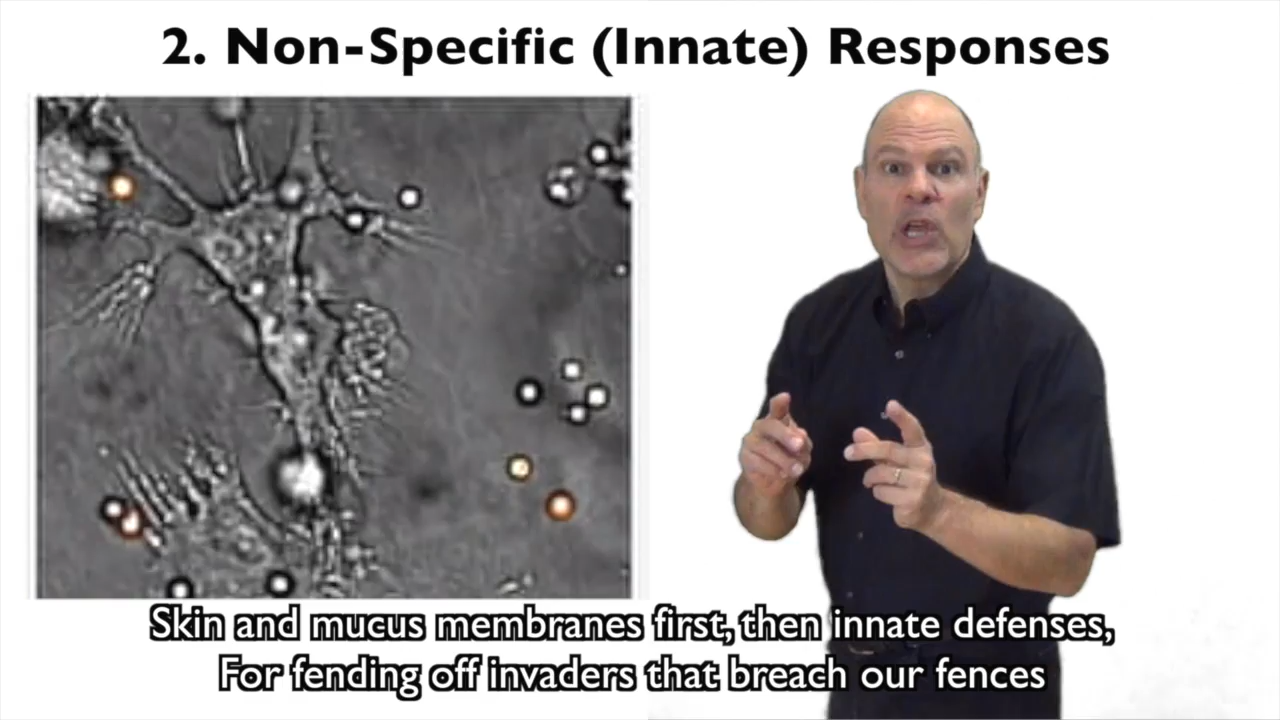 2. Non-Specific (Innate) Responses
Skin and mucus membranes first, then innate defenses,
For fending off invaders that breach our fences